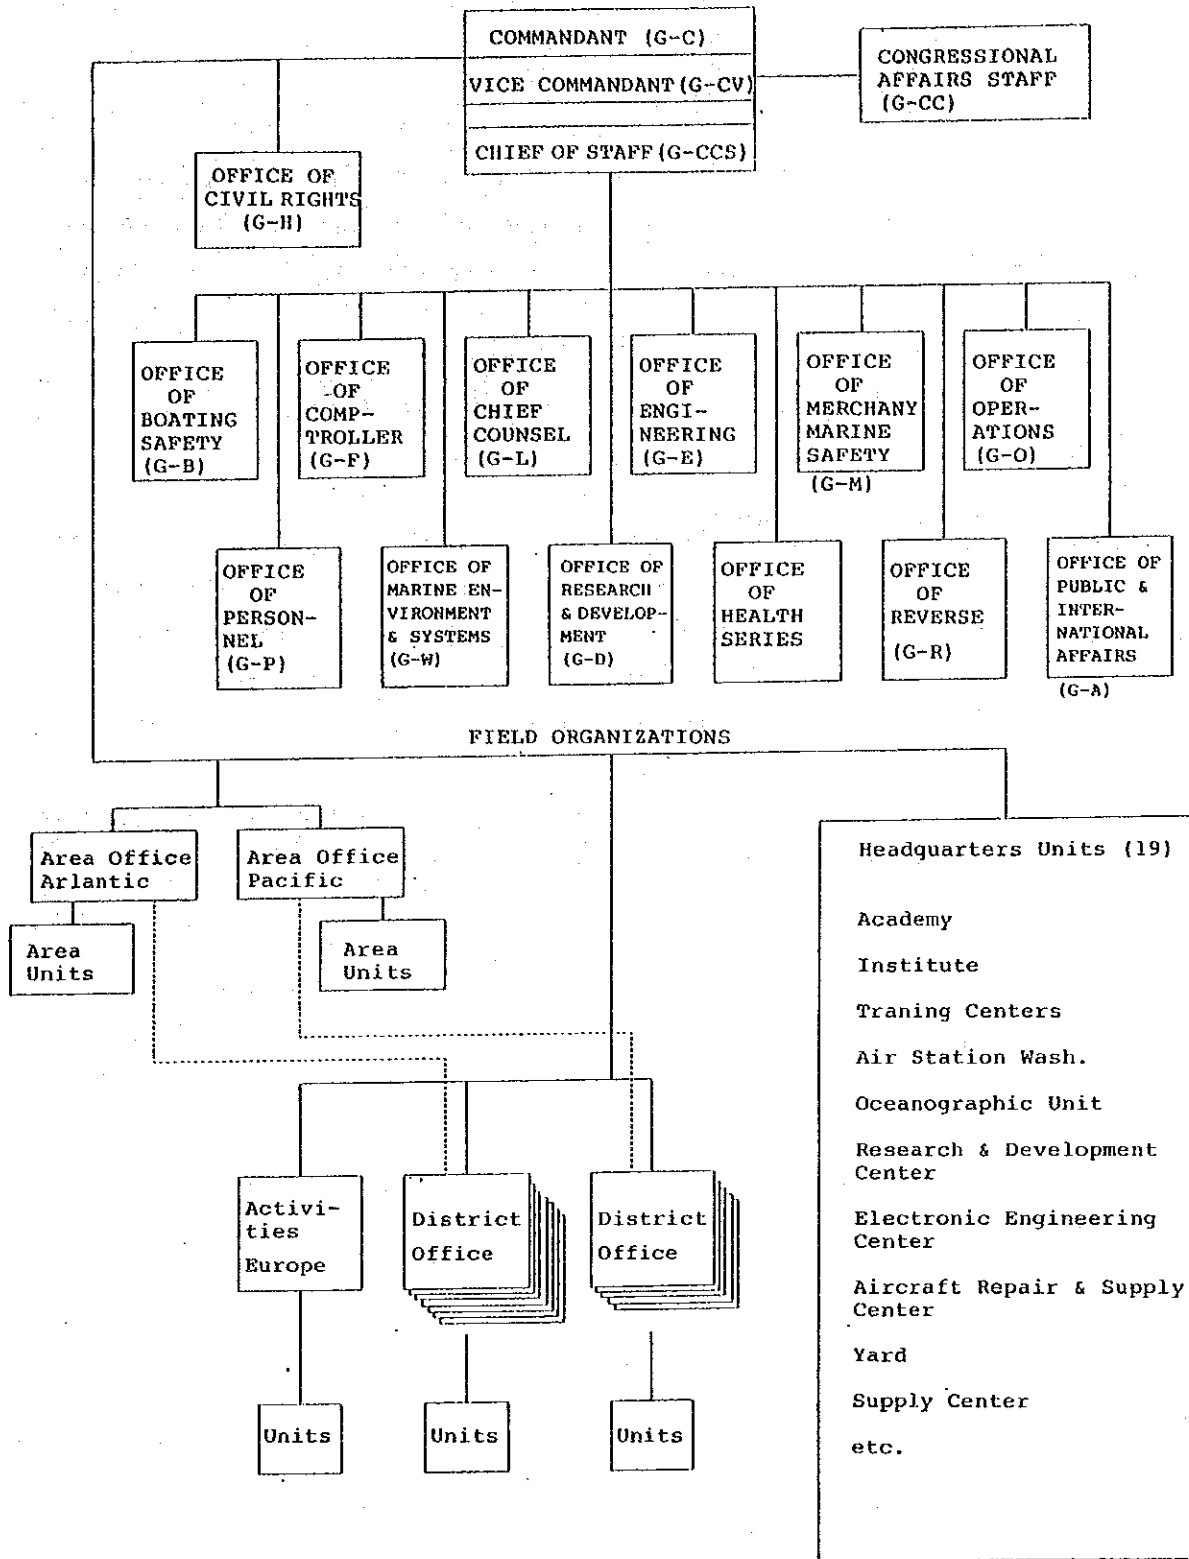 COMMANDANT (G-C)
VICE COMMANDANT (G-CV)
CHIEF OF STAFF (G-CCS)
CONGRESSIONAL
AFFAIRS STAFF
(G-CC)
OFFICE OF
CIVIL RIGHTS
(G-H)
OFFICE
OF
BOATING
SAFETY
(G-B)
OFFICE
OF
COMP-
TROLLER
(G-F)
OFFICE
OF
CHIEF
COUNSEL
(G-L)
OFFICE
OF
ENGI-
NEERING
(G-E)
OFFICE
OF
MERCHANY
MARINE
SAFETY
(G-M)
OFFICE
OF
OPER-
ATIONS
(G-O)
OFFICE
OF
PERSON-
NEL
(G-P)
OFFICE OF
MARINE EN-
VIRONMENT
& SYSTEMS
(G-W)
OFFICE OF
RESEARCH
& DEVELOP-
MENT
(G-D)
OFFICE
OF
HEALTH
SERIES
OFFICE
OF
REVERSE
(G-R)
OFFICE OF
PUBLIC &
INTER-
NATIONAL
AFFAIRS
(G-A)
FIELD ORGANIZATIONS
Area Office
Arlantic
Area Office
Pacific
Area
Units
Area
Units
Activi-
ties
Europe
District
Office
District
Office
Units
Units
Units
Headquarters Units (19)
Academy
Institute
Traning Centers
Air Station Wash.
Oceanographic Unit
Research & Development
Center
Electronic Engineering
Center
Aircraft Repair & Supply
Center
Yard
Supply Center
etc.